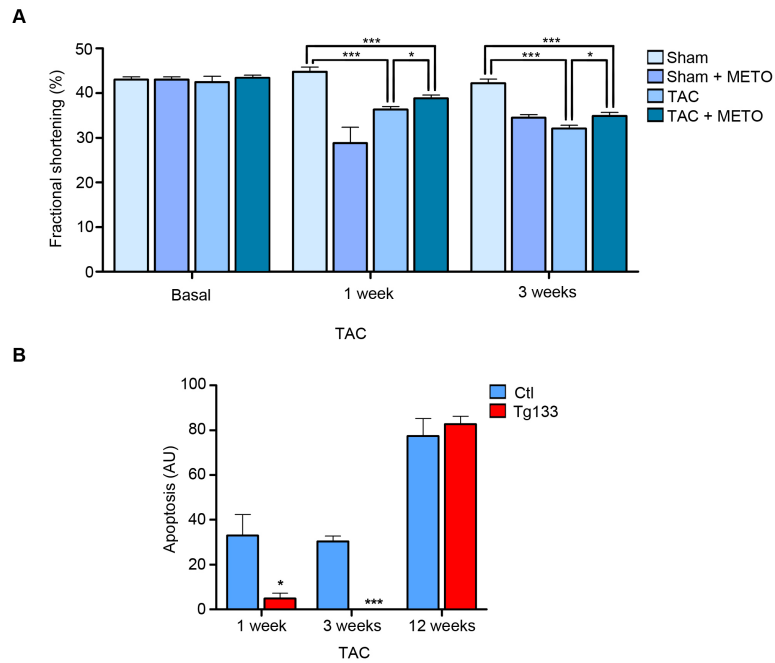 A
Fractional shortening (%)
50
40
30
20
10
0
***
***
*
***
***
*
Sham
Sham + METO
TAC
TAC + METO
Basal
1 week
3 weeks
TAC
B
Apoptosis (AU)
100
80
60
40
20
0
*
***
Ctl
Tg133
1 week
3 weeks
12 weeks
TAC